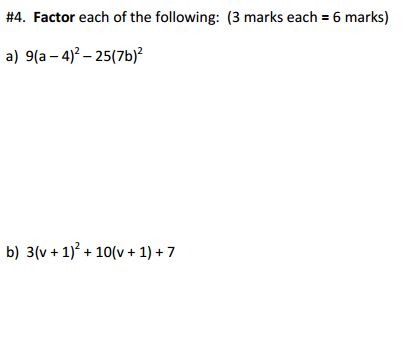 #4. Factor each of the following: (3 marks each = 6 marks)
a) 9(a – 4)² – 25(7b)²
b) 3(v + 1)² + 10(v + 1) + 7